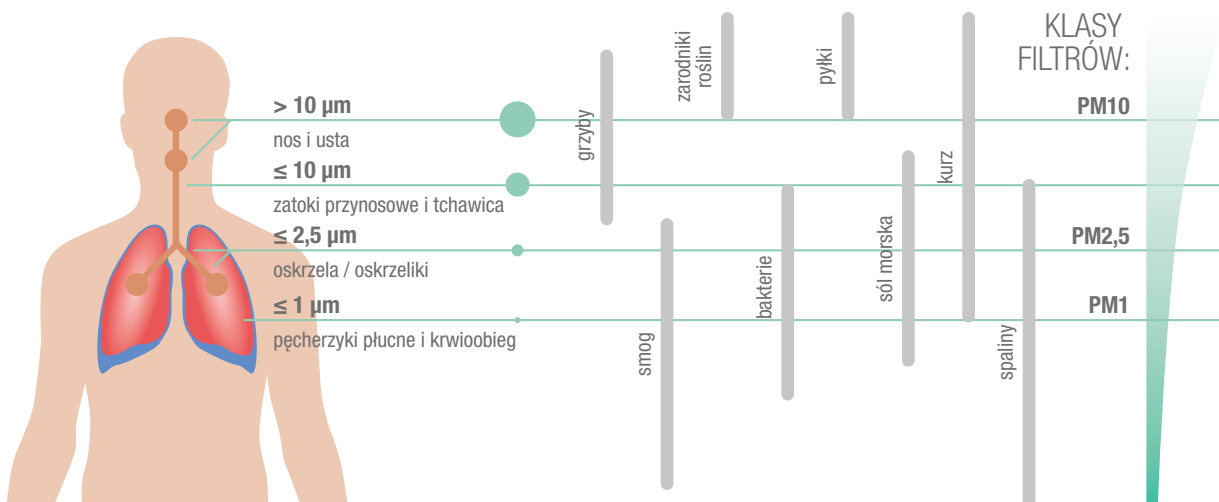 > 10 µm
nos i usta
≤ 10 µm
zatoki przynosowe i tchawica
≤ 2,5 µm
oskrzela / oskrzeliki
≤ 1 µm
pęcherzyki płucne i krwioobieg
grzyby
smog
zarodniki
roślin
bakterie
pyłki
sól morska
kurz
spaliny
KLASY
FILTRÓW:
PM10
PM2,5
PM1